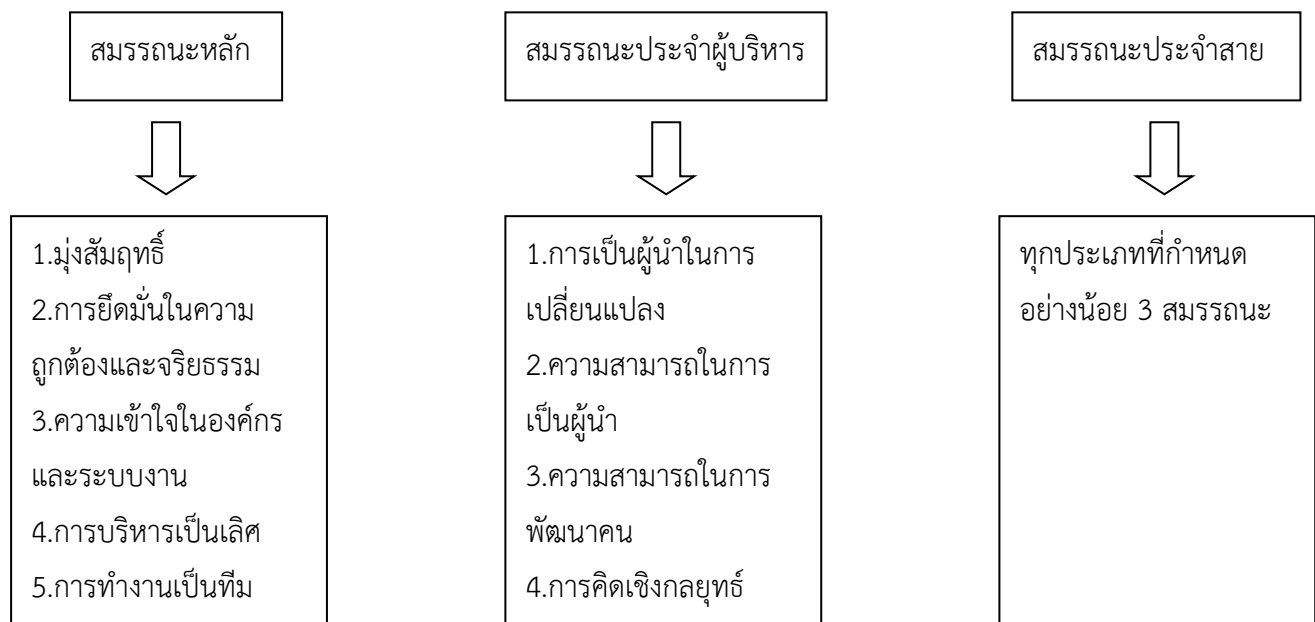 สมรรถนะหลัก
สมรรถนะประจำผู้บริหาร
สมรรถนะประจำสาย
1.มุ่งสัมฤทธิ์
2.การยึดมั่นในความ
ถูกต้องและจริยธรรม
3.ความเข้าใจในองค์กร
และระบบงาน
4.การบริหารเป็นเลิศ
5.การทำงานเป็นทีม
1.การเป็นผู้นำในการ
เปลี่ยนแปลง
2.ความสามารถในการ
เป็นผู้นำ
3.ความสามารถในการ
พัฒนาคน
4.การคิดเชิงกลยุทธ์
ทุกประเภทที่กำหนด
อย่างน้อย 3 สมรรถนะ